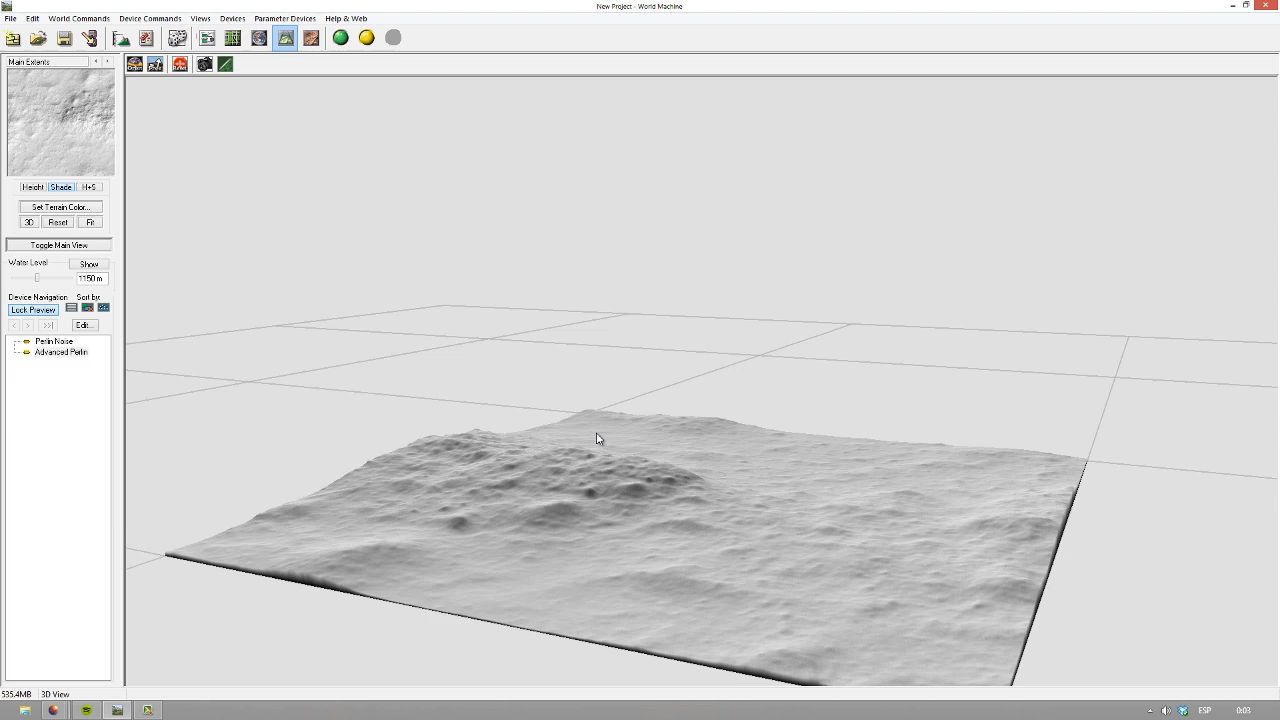 New Project - World Machine
File Edit World Commands Device Commands Views Devices Parameter Devices Help & Web
Main Extents
Height Shade H+S
Set Terrain Color...
3D Reset Fit
Toggle Main View
Water Level Show
1150 m
Device Navigation Sort by:
Lock Preview
Edit...
Perlin Noise
Advanced Perlin
535.4MB 3D View
ESP 0:03